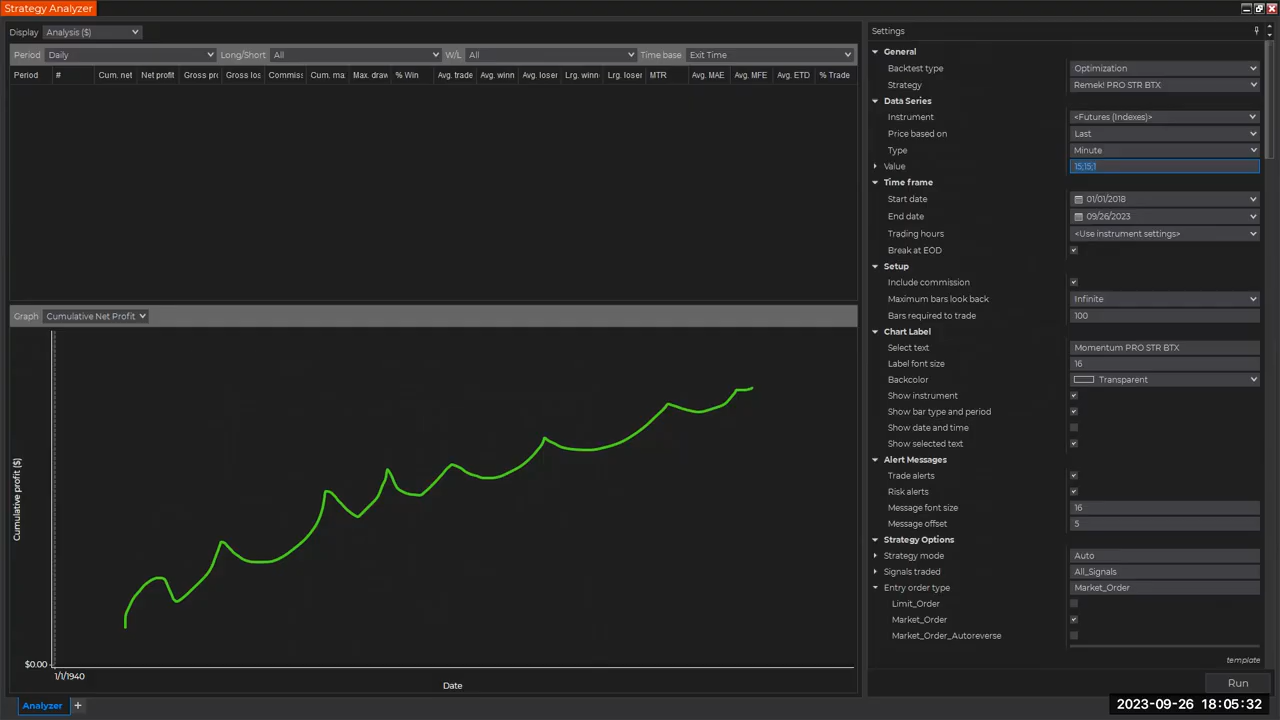 Strategy Analyzer
Display Analysis ($)
Period Daily Long/Short All W/L All Time base Exit Time
Period # Cum. net Net profit Gross pr Gross los Commis Cum. ma Max. draw % Win Avg. trade Avg. winn Avg. loser Lrg. winn Lrg. loser MTR Avg. MAE Avg. MFE Avg. ETD % Trade
Graph Cumulative Net Profit
Cumulative profit ($)
$0.00
1/1/1940
Date
Analyzer +
Settings
General
Backtest type Optimization
Strategy Remek! PRO STR BTX
Data Series
Instrument <Futures (Indexes)>
Price based on Last
Type Minute
Value 15;15;1
Time frame
Start date 01/01/2018
End date 09/26/2023
Trading hours <Use instrument settings>
Break at EOD
Setup
Include commission
Maximum bars look back Infinite
Bars required to trade 100
Chart Label
Select text Momentum PRO STR BTX
Label font size 16
Backcolor Transparent
Show instrument
Show bar type and period
Show date and time
Show selected text
Alert Messages
Trade alerts
Risk alerts
Message font size 16
Message offset 5
Strategy Options
Strategy mode Auto
Signals traded All_Signals
Entry order type Market_Order
Limit_Order
Market_Order
Market_Order_Autoreverse
template
Run
2023-09-26 18:05:32